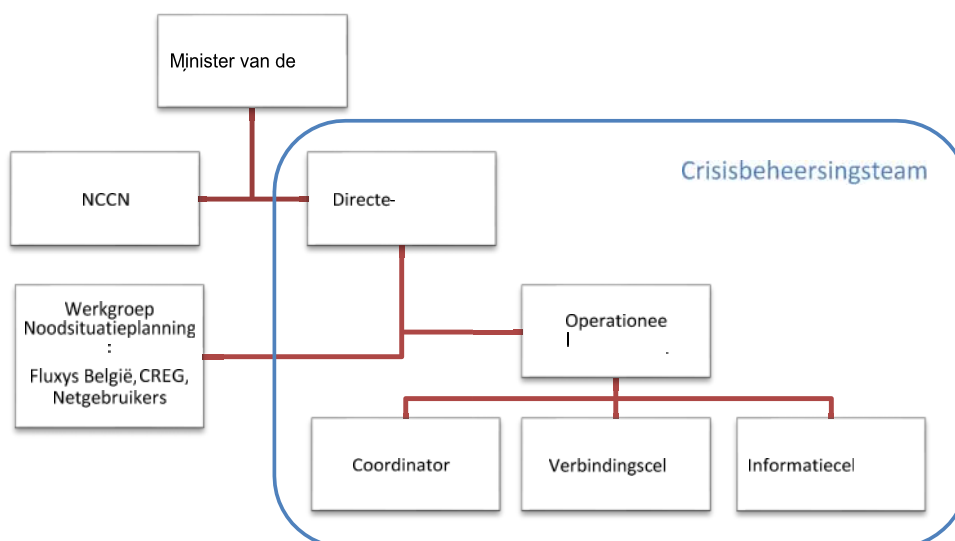 Minister van de
Crisisbeheersingsteam
NCCN
Directe-
Werkgroep
Noodsituatieplanning
:
Fluxys België, CREG,
Netgebruikers
Operationee
l
Coordinator
Verbindingscel
Informatiecel